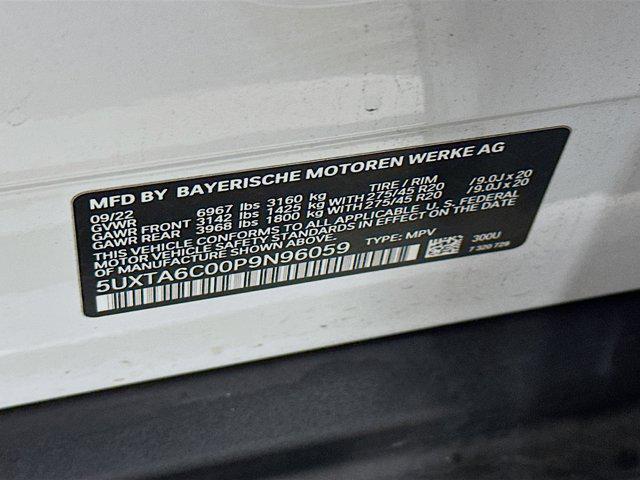 MFD BY BAYERISCHE MOTOREN WERKE AG
09/22 TIRE / RIM
GVWR 6967 lbs 3160 kg
GAWR FRONT 3142 lbs 1425 kg WITH 275/45 R20 /9.0J x 20
GAWR REAR 3968 lbs 1800 kg WITH 275/45 R20 /9.0J x 20
THIS VEHICLE CONFORMS TO ALL APPLICABLE U.S. FEDERAL
MOTOR VEHICLE SAFETY STANDARDS IN EFFECT ON THE DATE
OF MANUFACTURE SHOWN ABOVE.
5UXTA6C00P9N96059 TYPE: MPV 300U
7 320 729